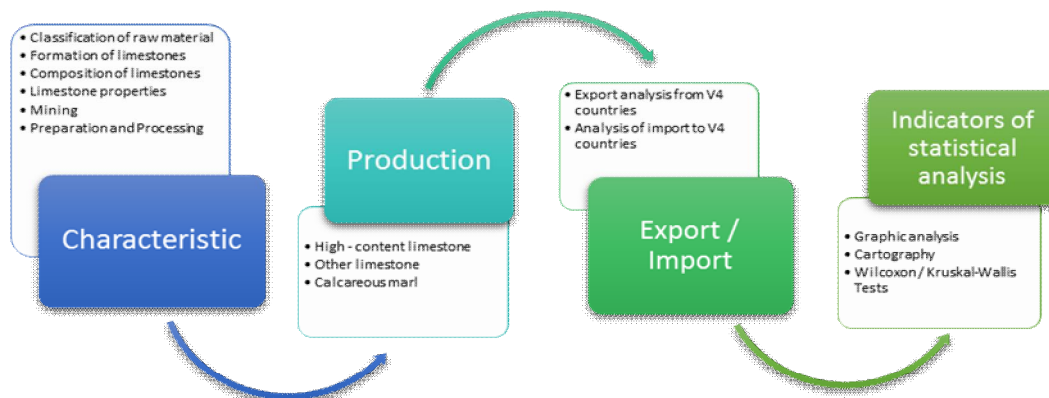 • Classification of raw material
• Formation of limestones
• Composition of limestones
• Limestone properties
• Mining
• Preparation and Processing
Characteristic
Production
• High - content limestone
• Other limestone
• Calcareous marl
• Export analysis from V4
countries
• Analysis of import to V4
countries
Export /
Import
Indicators of
statistical
analysis
• Graphic analysis
• Cartography
• Wilcoxon / Kruskal-Wallis
Tests